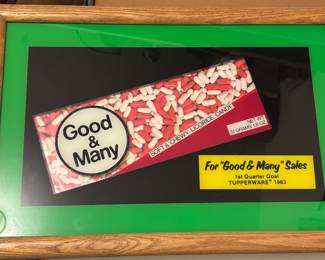 Good
&
Many
SOFT & CHEWY LICORICE CANDY
NET WT
For "Good & Many" Sales
1st Quarter Goal
TUPPERWARE® 1983